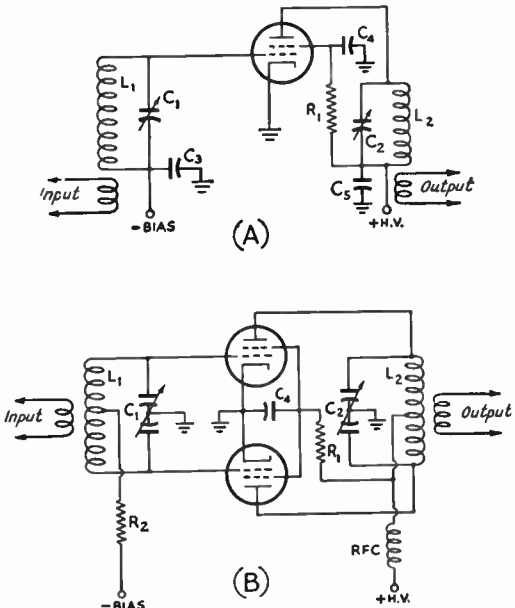 L1
C1
C3
Input
-BIAS
C4
R1
C2
L2
C5
Output
+H.V.
(A)
L1
C1
Input
R2
-BIAS
C4
R1
C2
L2
Output
RFC
+H.V.
(B)